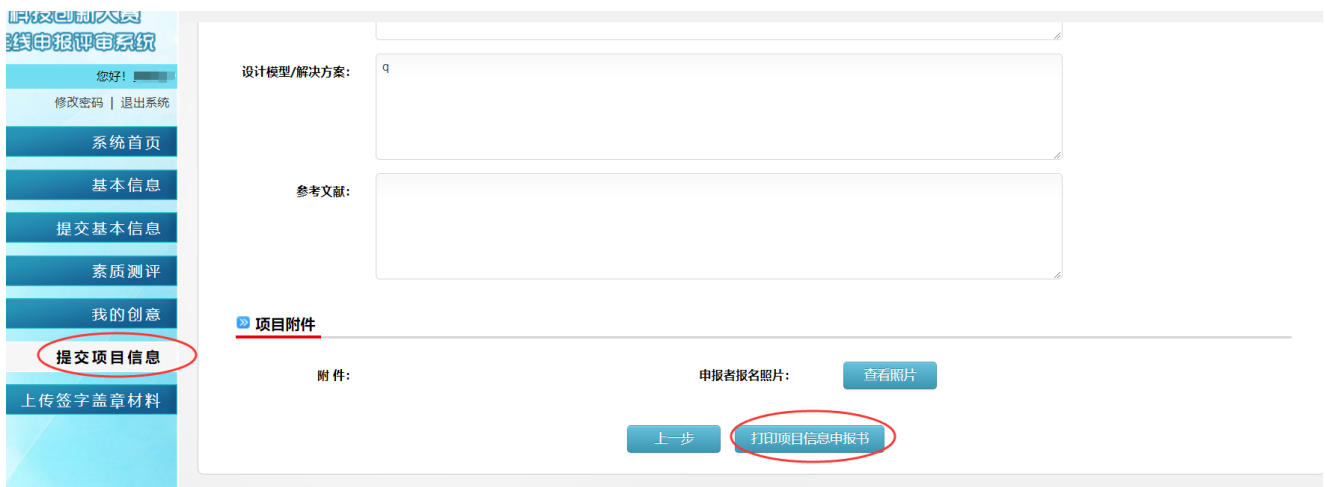 科技创新大赛
在线申报评审系统
您好!
修改密码 | 退出系统
系统首页
基本信息
提交基本信息
素质测评
我的创意
提交项目信息
上传签字盖章材料
设计模型/解决方案:
q
参考文献:
项目附件
附 件:
申报者报名照片:
查看照片
上一步
打印项目信息申报书